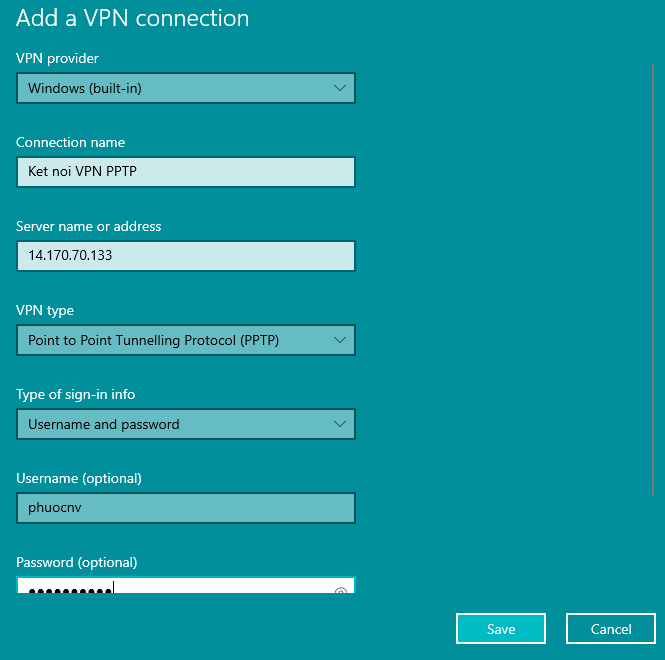 Add a VPN connection
VPN provider
Windows (built-in)
Connection name
Ket noi VPN PPTP
Server name or address
14.170.70.133
VPN type
Point to Point Tunnelling Protocol (PPTP)
Type of sign-in info
Username and password
Username (optional)
phuocnv
Password (optional)
●●●●●●●●●●
Save Cancel